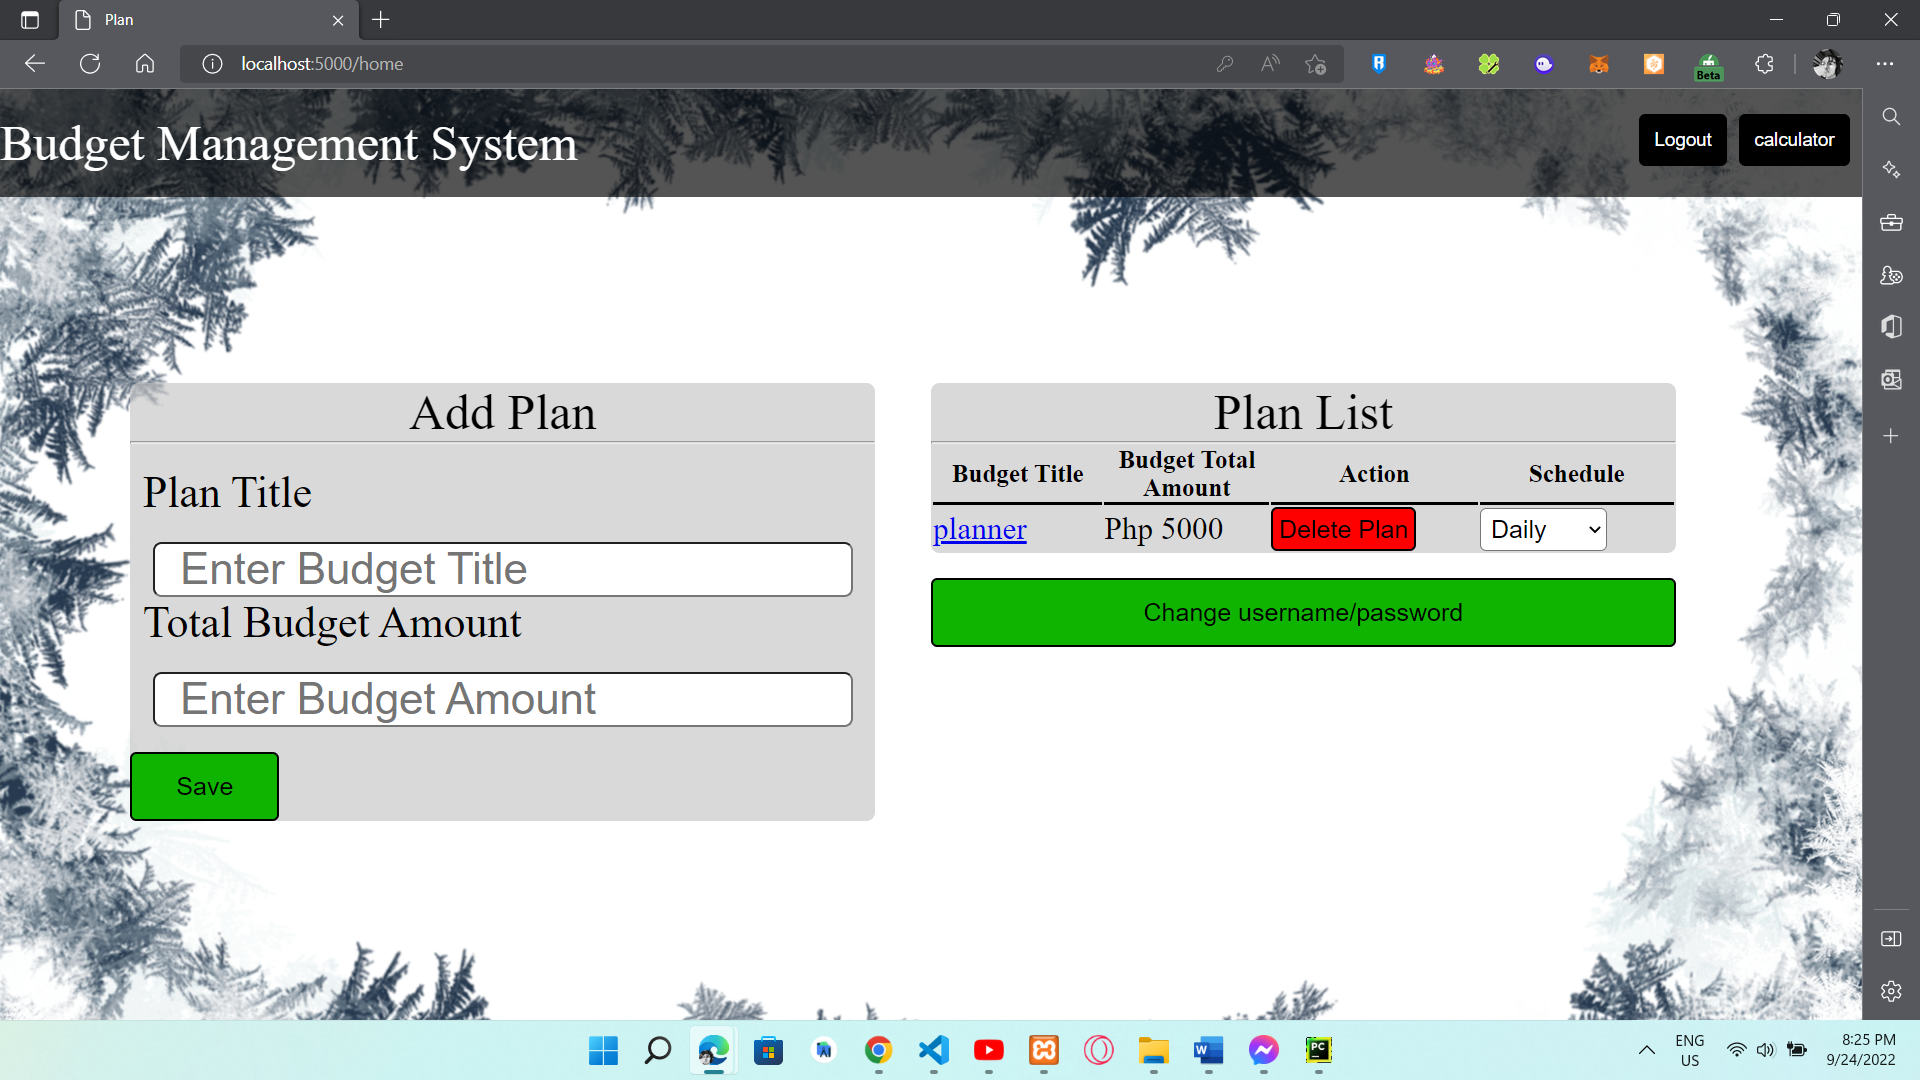 Plan
localhost:5000/home
Beta
Budget Management System
Logout
calculator
Add Plan
Plan Title
Enter Budget Title
Total Budget Amount
Enter Budget Amount
Save
Plan List
Budget Title
Budget Total
Amount
Action
Schedule
planner
Php 5000
Delete Plan
Daily
Change username/password
PC
W
ENG
US
8:25 PM
9/24/2022